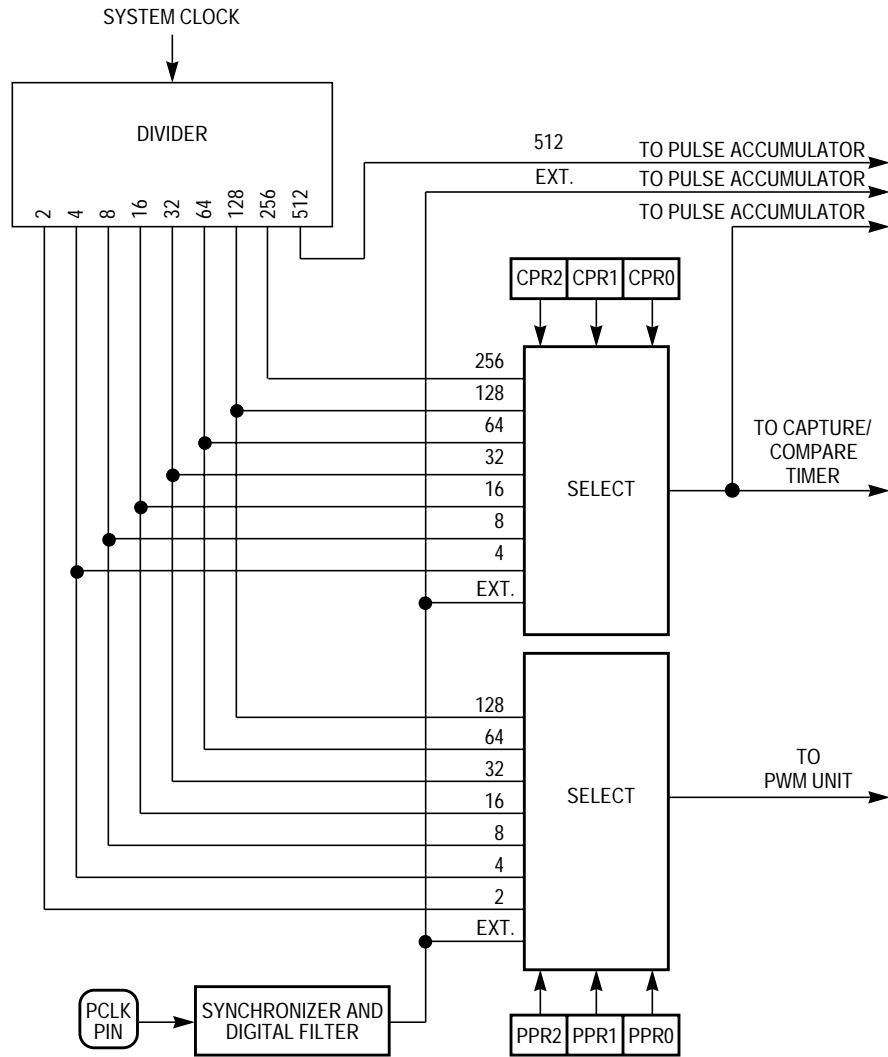 SYSTEM CLOCK
DIVIDER
2 4 8 16 32 64 128 256 512
512 TO PULSE ACCUMULATOR
EXT. TO PULSE ACCUMULATOR
TO PULSE ACCUMULATOR
CPR2 CPR1 CPR0
256
128
64
32
16
8
4
EXT.
SELECT
TO CAPTURE/
COMPARE
TIMER
128
64
32
16
8
4
2
EXT.
SELECT
TO
PWM UNIT
PCLK
PIN
SYNCHRONIZER AND
DIGITAL FILTER
PPR2 PPR1 PPR0